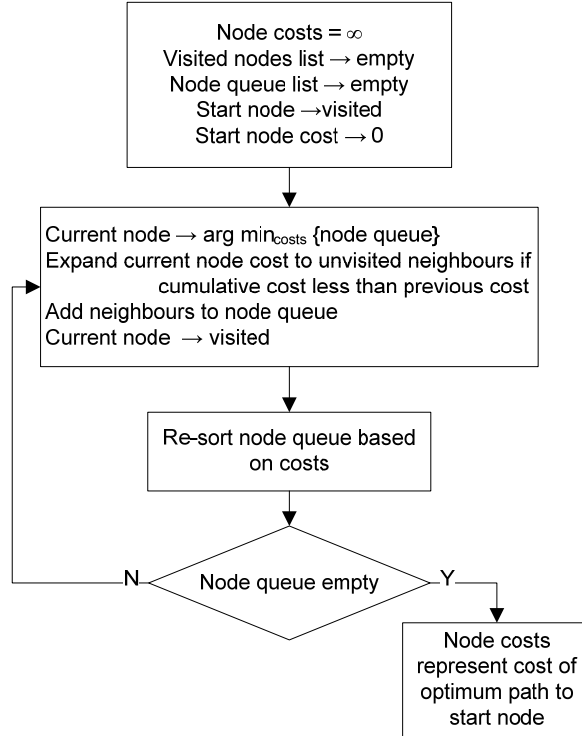 Node costs = ∞
Visited nodes list → empty
Node queue list → empty
Start node →visited
Start node cost → 0
Current node → arg min_costs {node queue}
Expand current node cost to unvisited neighbours if
cumulative cost less than previous cost
Add neighbours to node queue
Current node → visited
Re-sort node queue based
on costs
Node queue empty
N
Y
Node costs
represent cost of
optimum path to
start node